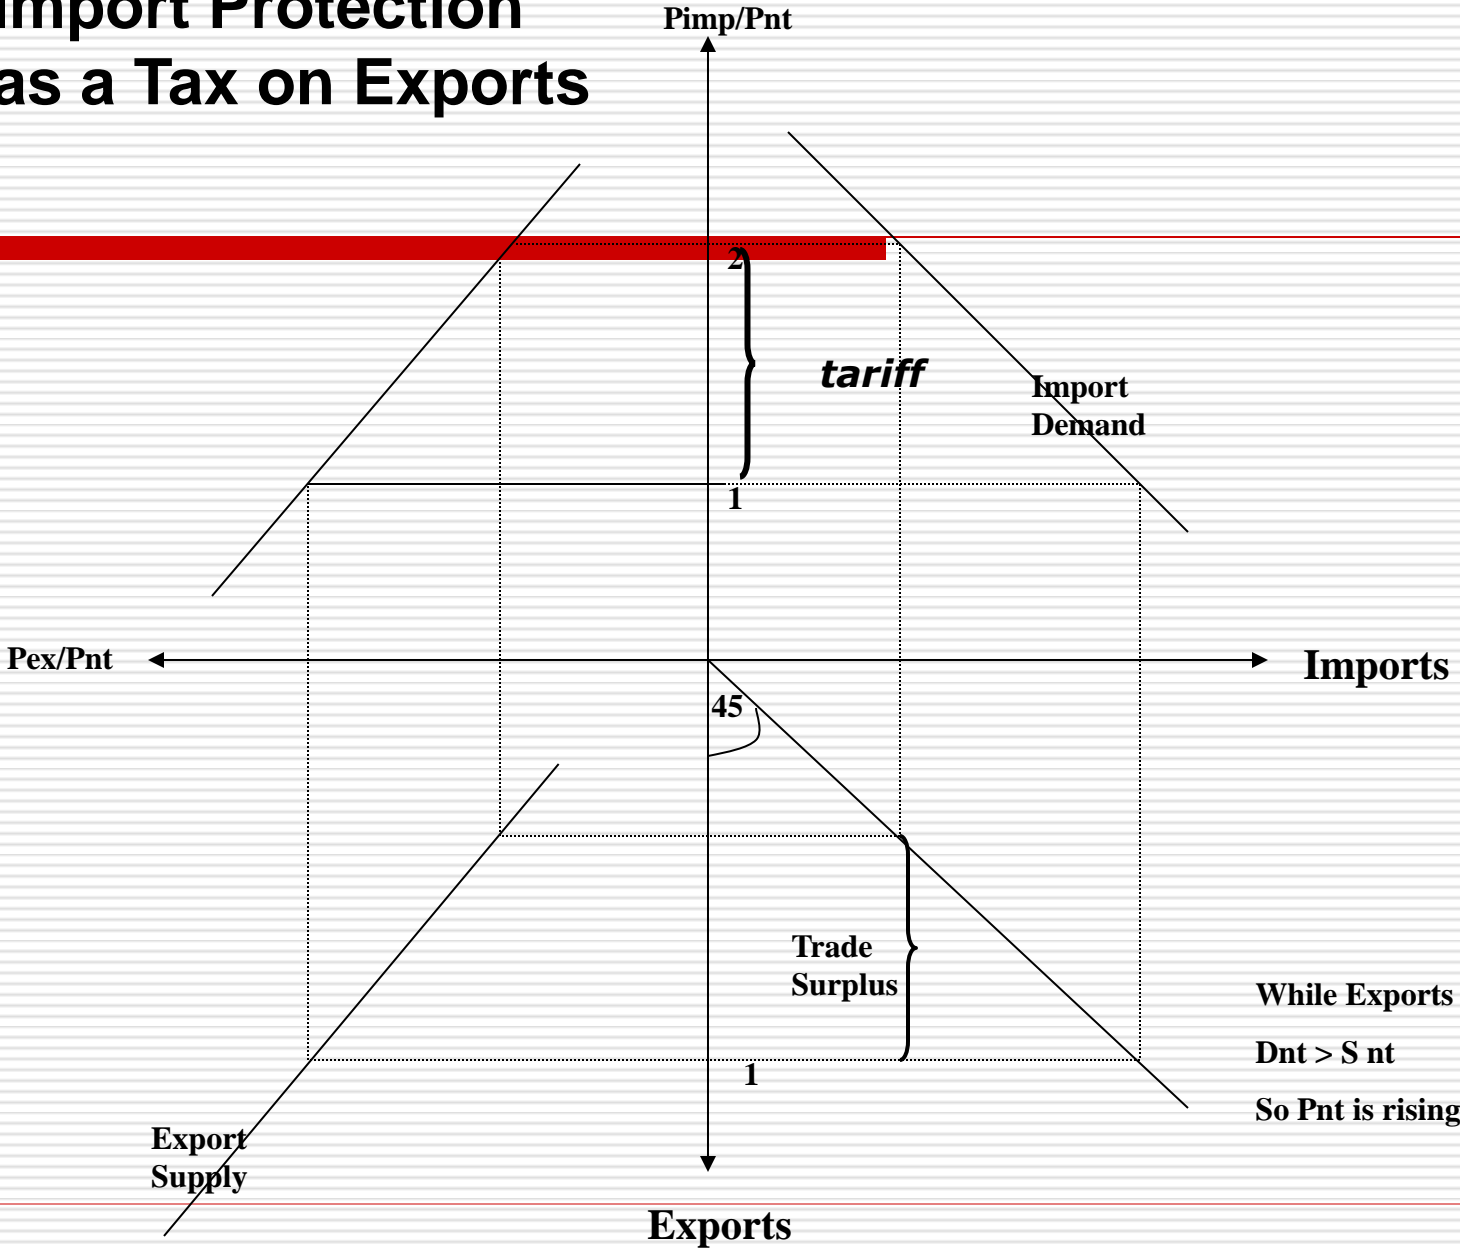 Import Protection
as a Tax on Exports
Pimp/Pnt
2
tariff
Import
Demand
1
Pex/Pnt
Imports
45
Trade
Surplus
While Exports
Dnt > S nt
So Pnt is rising
1
Export
Supply
Exports